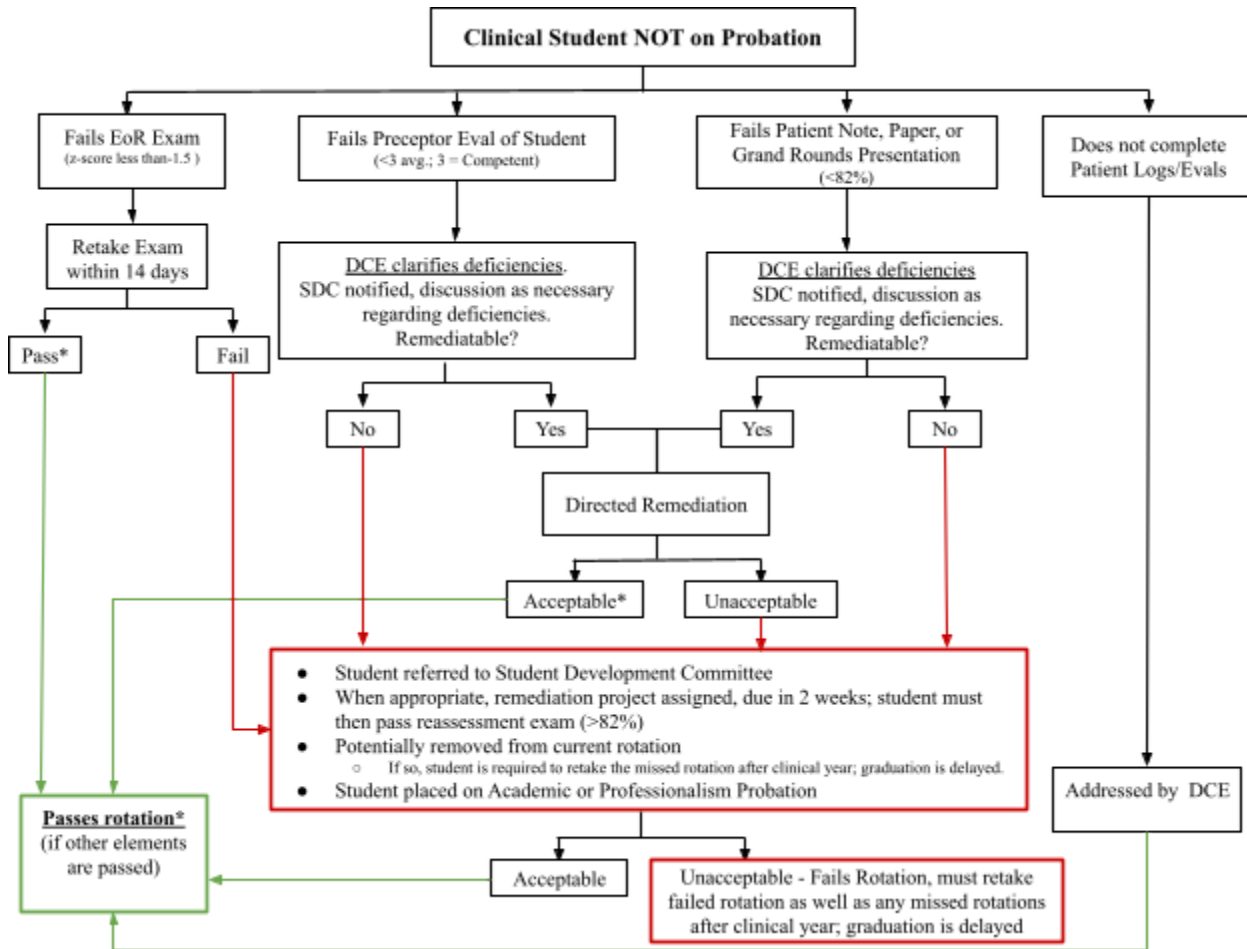 Clinical Student NOT on Probation
Fails EoR Exam
(z-score less than-1.5 )
Fails Preceptor Eval of Student
(<3 avg.; 3 = Competent)
Fails Patient Note, Paper, or
Grand Rounds Presentation
(<82%)
Does not complete
Patient Logs/Evals
Retake Exam
within 14 days
DCE clarifies deficiencies.
SDC notified, discussion as necessary
regarding deficiencies.
Remediatable?
DCE clarifies deficiencies
SDC notified, discussion as
necessary regarding deficiencies.
Remediatable?
Pass*
Fail
No
Yes
Yes
No
Directed Remediation
Acceptable*
Unacceptable
● Student referred to Student Development Committee
● When appropriate, remediation project assigned, due in 2 weeks; student must
then pass reassessment exam (>82%)
● Potentially removed from current rotation
○ If so, student is required to retake the missed rotation after clinical year; graduation is delayed.
● Student placed on Academic or Professionalism Probation
Addressed by DCE
Passes rotation*
(if other elements
are passed)
Acceptable
Unacceptable - Fails Rotation, must retake
failed rotation as well as any missed rotations
after clinical year; graduation is delayed